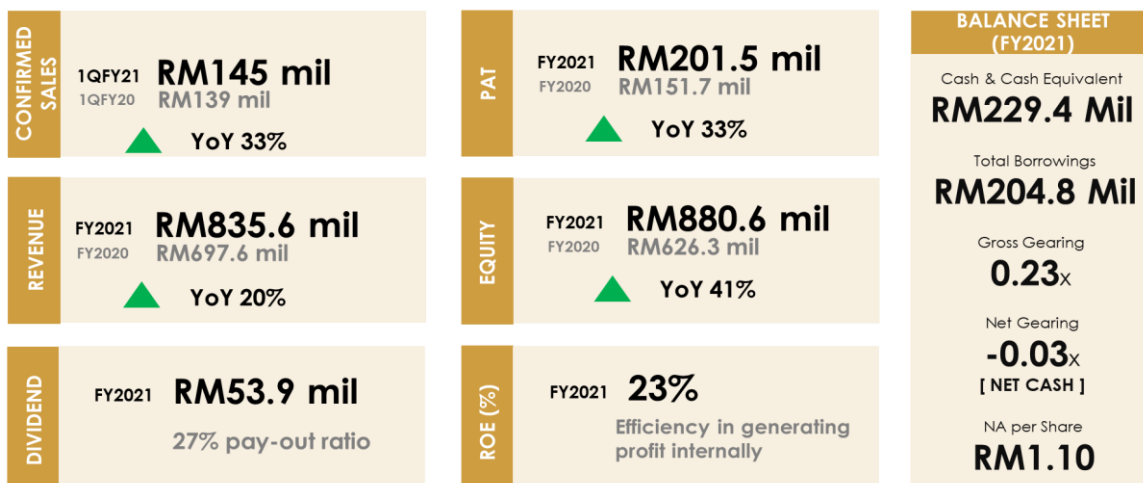 CONFIRMED
SALES
1QFY21 RM145 mil
1QFY20 RM139 mil
YoY 33%
PAT
FY2021 RM201.5 mil
FY2020 RM151.7 mil
YoY 33%
REVENUE
FY2021 RM835.6 mil
FY2020 RM697.6 mil
YoY 20%
EQUITY
FY2021 RM880.6 mil
FY2020 RM626.3 mil
YoY 41%
DIVIDEND
FY2021 RM53.9 mil
27% pay-out ratio
ROE (%)
FY2021 23%
Efficiency in generating
profit internally
BALANCE SHEET
(FY2021)
Cash & Cash Equivalent
RM229.4 Mil
Total Borrowings
RM204.8 Mil
Gross Gearing
0.23x
Net Gearing
-0.03x
[ NET CASH ]
NA per Share
RM1.10